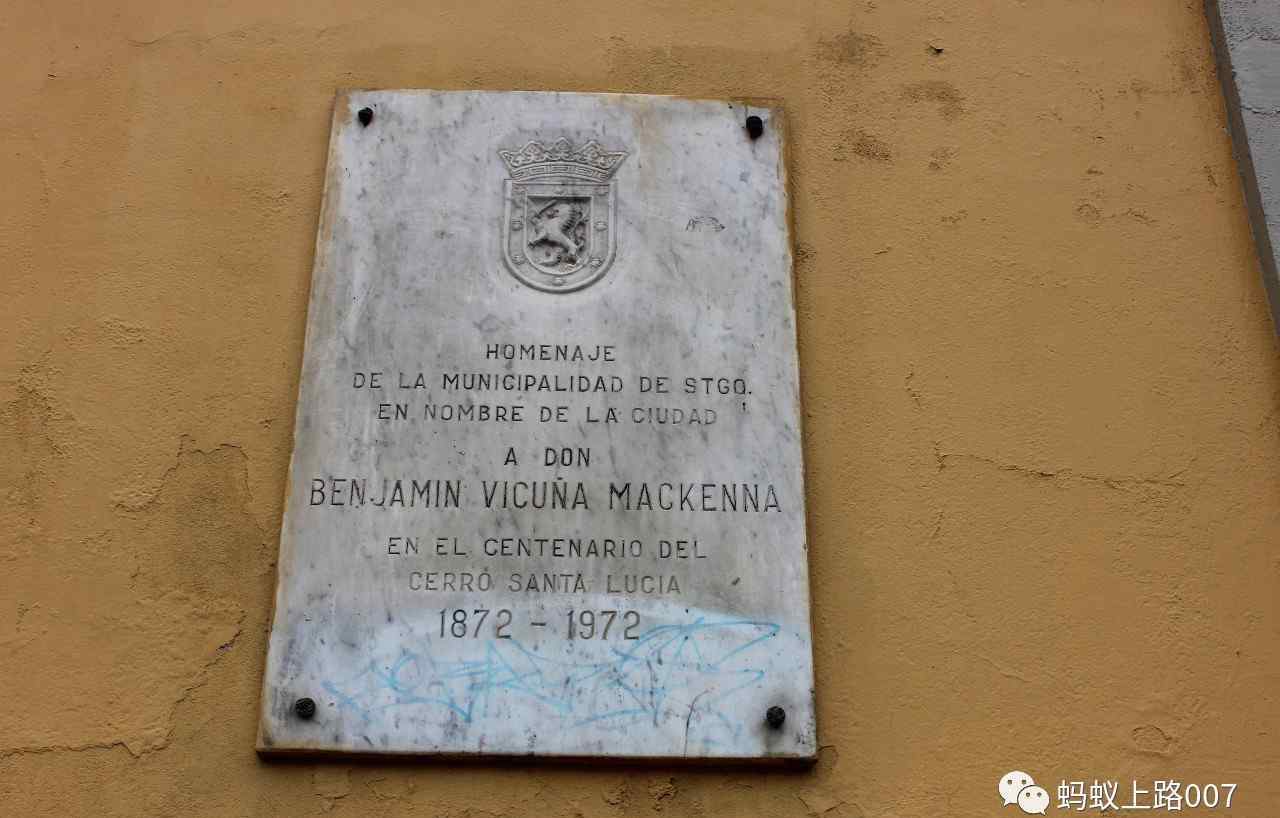 HOMENAJE
DE LA MUNICIPALIDAD DE STGO.
EN NOMBRE DE LA CIUDAD
A DON
BENJAMIN VICUÑA MACKENNA
EN EL CENTENARIO DEL
CERRO SANTA LUCIA
1872 - 1972
蚂蚁上路007